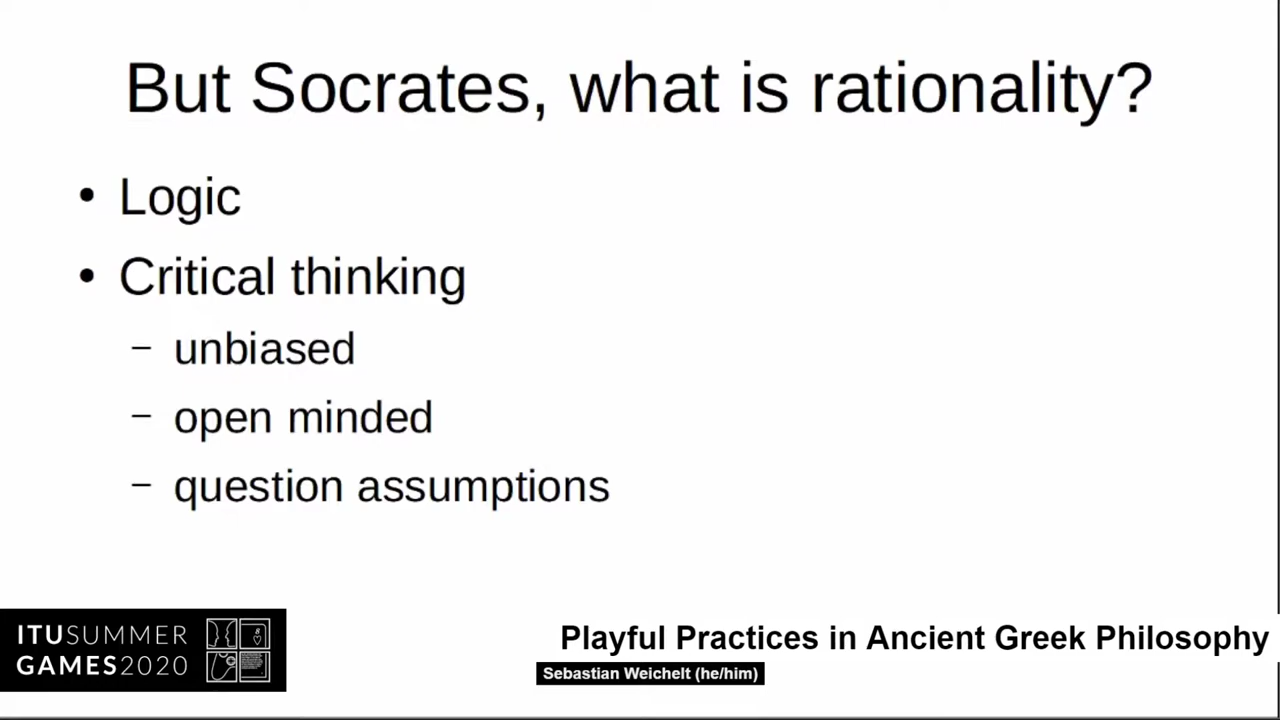 But Socrates, what is rationality?
• Logic
• Critical thinking
– unbiased
– open minded
– question assumptions
ITUSUMMER
GAMES2020
8
Playful Practices in Ancient Greek Philosophy
Sebastian Weichelt (he/him)